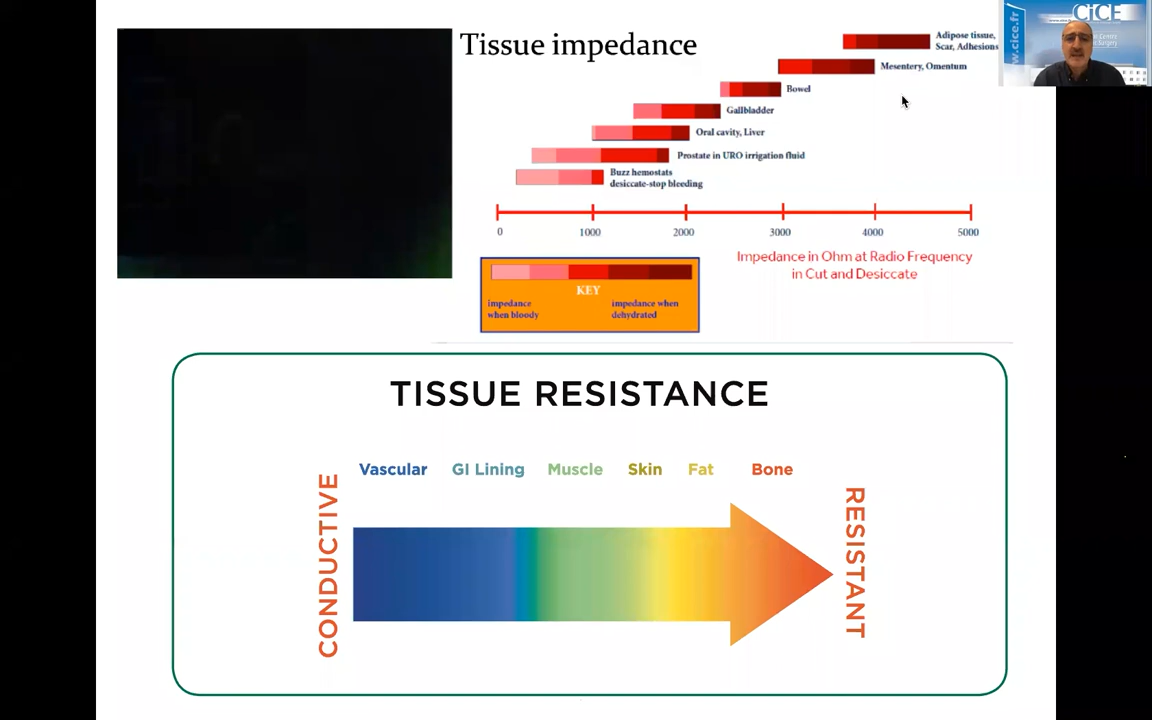 Tissue impedance
Adipose tissue,
Scar, Adhesions
Mesentery, Omentum
Bowel
Gallbladder
Oral cavity, Liver
Prostate in URO irrigation fluid
Buzz hemostats
desiccate-stop bleeding
0 1000 2000 3000 4000 5000
Impedance in Ohm at Radio Frequency
in Cut and Desiccate
KEY
impedance
when bloody
impedance when
dehydrated
www.cice.fr
CiCE
TISSUE RESISTANCE
Vascular GI Lining Muscle Skin Fat Bone
CONDUCTIVE
RESISTANT